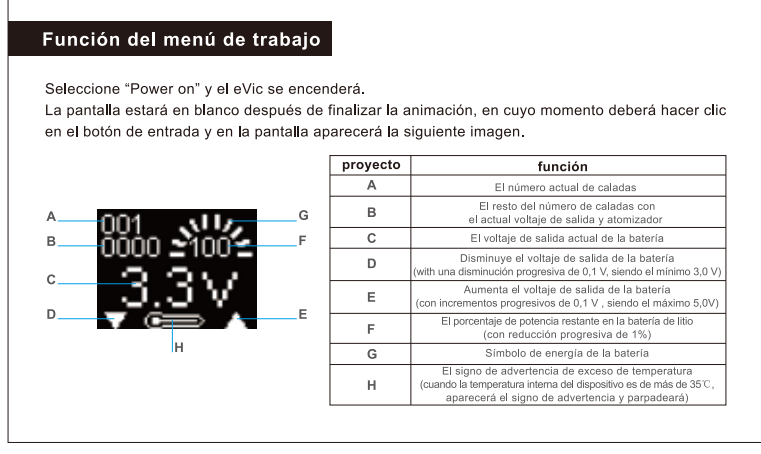 Función del menú de trabajo
Seleccione “Power on” y el eVic se encenderá.
La pantalla estará en blanco después de finalizar la animación, en cuyo momento deberá hacer clic
en el botón de entrada y en la pantalla aparecerá la siguiente imagen.
A
B
C
D
001
0000
100
3.3V
G
F
E
H
proyecto función
A El número actual de caladas
B El resto del número de caladas con
el actual voltaje de salida y atomizador
C El voltaje de salida actual de la batería
D Disminuye el voltaje de salida de la batería
(with una disminución progresiva de 0,1 V, siendo el mínimo 3,0 V)
E Aumenta el voltaje de salida de la batería
(con incrementos progresivos de 0,1 V , siendo el máximo 5,0V)
F El porcentaje de potencia restante en la batería de litio
(con reducción progresiva de 1%)
G Símbolo de energía de la batería
H El signo de advertencia de exceso de temperatura
(cuando la temperatura interna del dispositivo es de más de 35℃,
aparecerá el signo de advertencia y parpadeará)